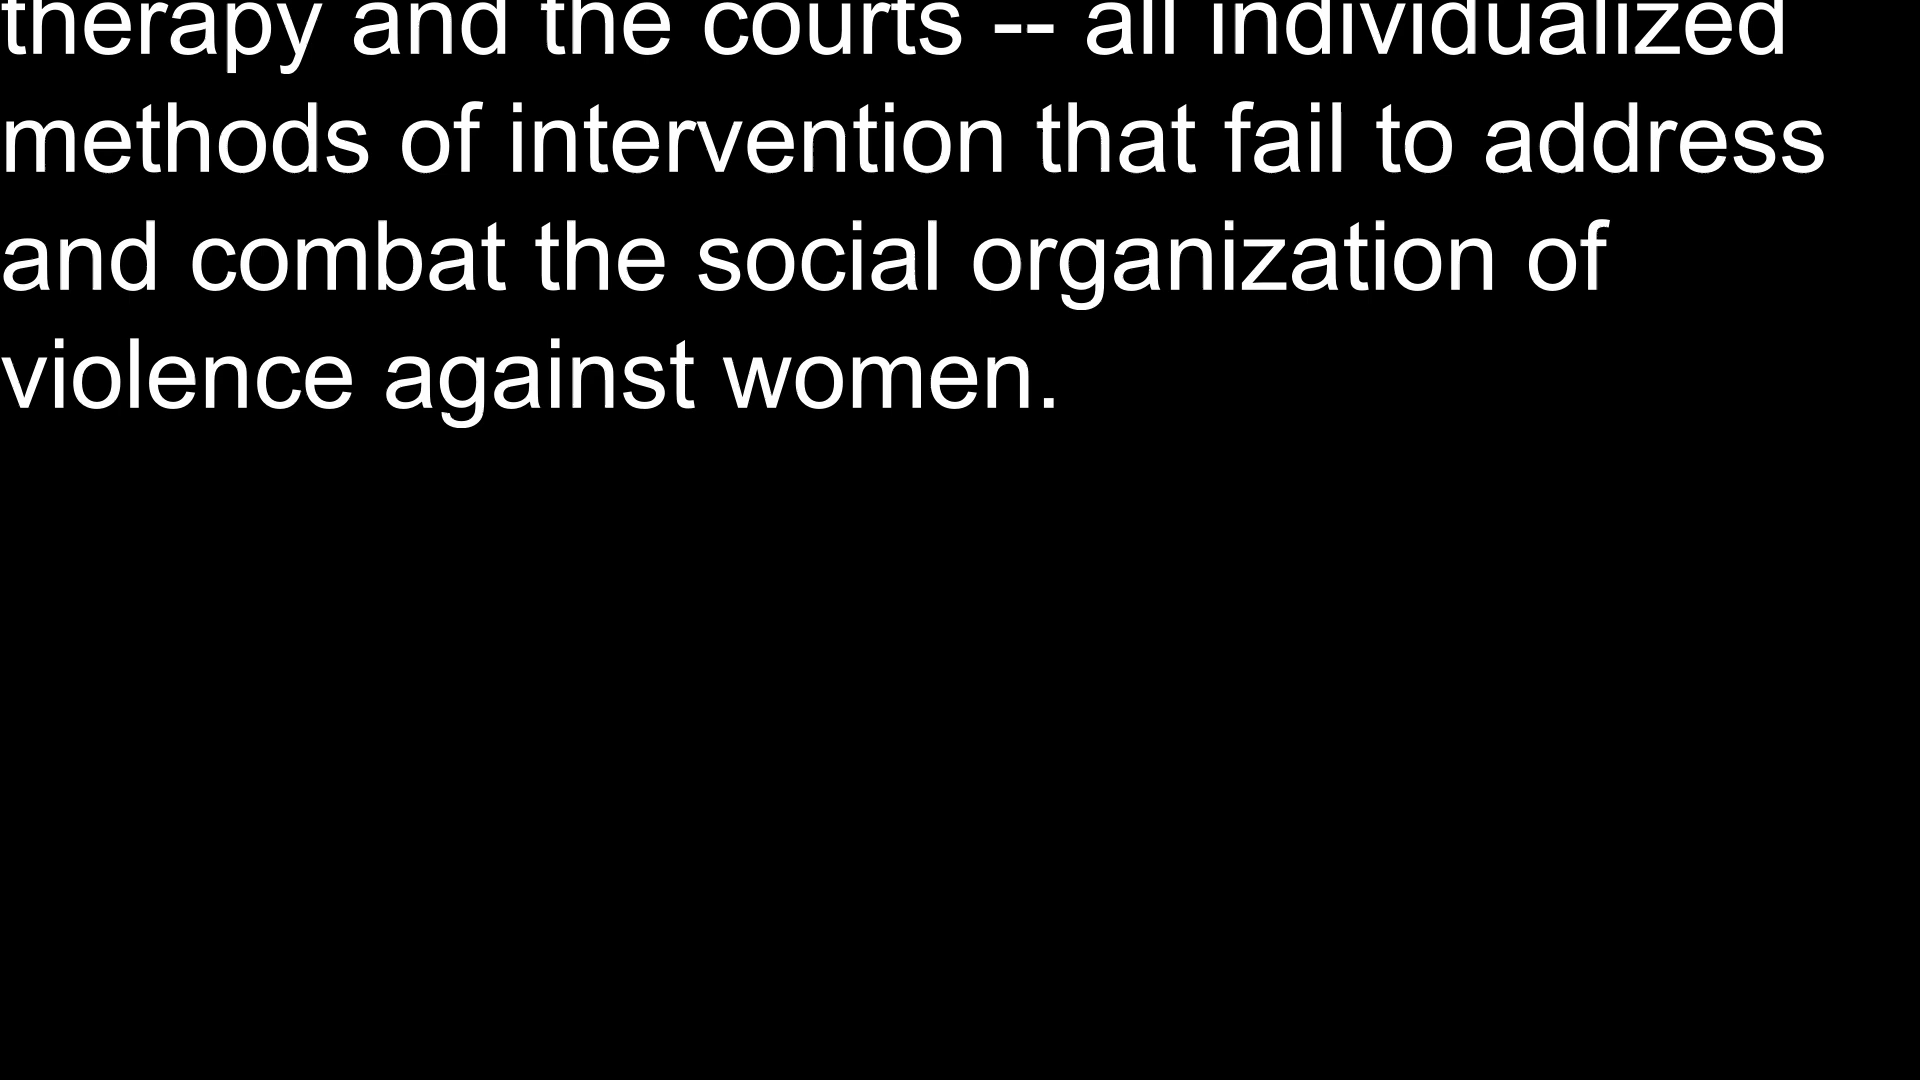 therapy and the courts -- all individualized
methods of intervention that fail to address
and combat the social organization of
violence against women.